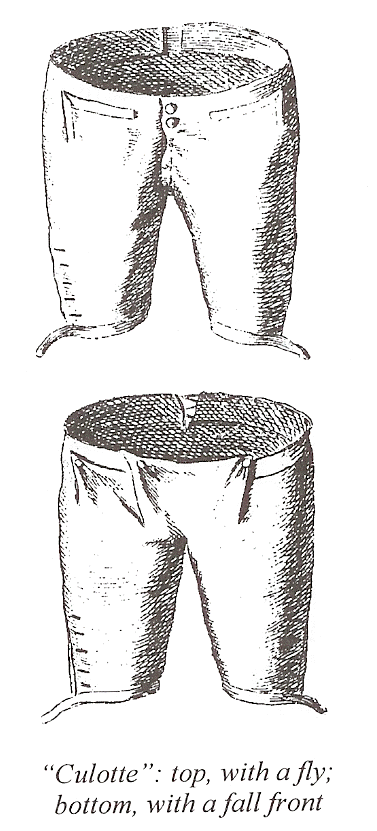 “Culotte”: top, with a fly;
bottom, with a fall front